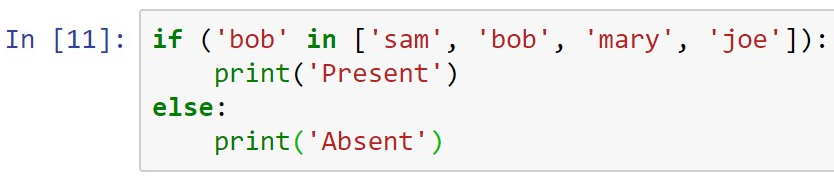 In [11]: if ('bob' in ['sam', 'bob', 'mary', 'joe']):
    print('Present')
else:
    print('Absent')